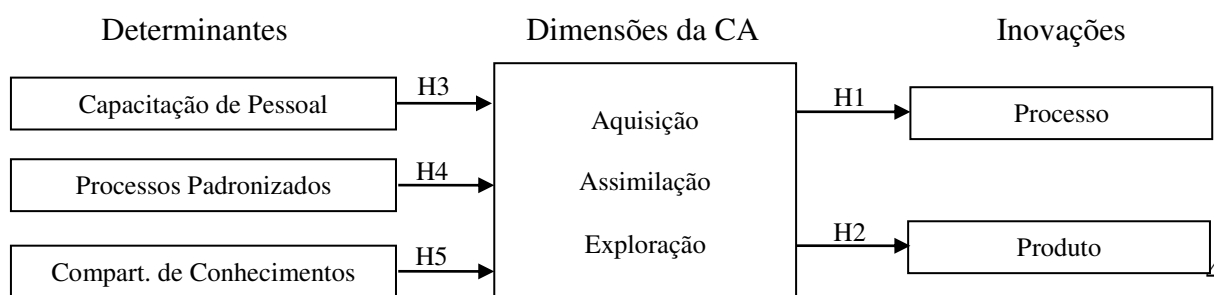 Determinantes Dimensões da CA Inovações
Capacitação de Pessoal
H3
Processos Padronizados
H4
Compart. de Conhecimentos
H5
Aquisição
Assimilação
Exploração
H1
Processo
H2
Produto